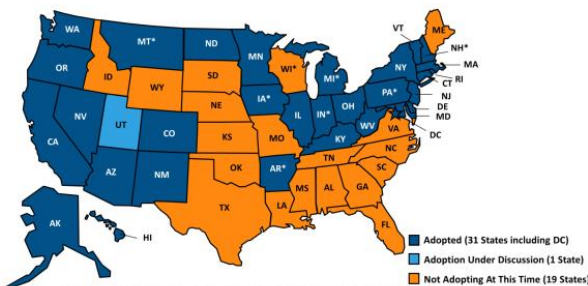 WA
OR
CA
NV
ID
MT*
WY
UT
AZ
CO
NM
ND
SD
NE
KS
OK
TX
MN
IA*
MO
AR*
LA
WI*
IL
MI*
IN*
OH
KY
TN
MS
AL
GA
FL
SC
NC
VA
WV
PA*
NY
VT
NH*
ME
MA
RI
CT
NJ
DE
MD
DC
AK
HI
Adopted (31 States including DC)
Adoption Under Discussion (1 State)
Not Adopting At This Time (19 States)